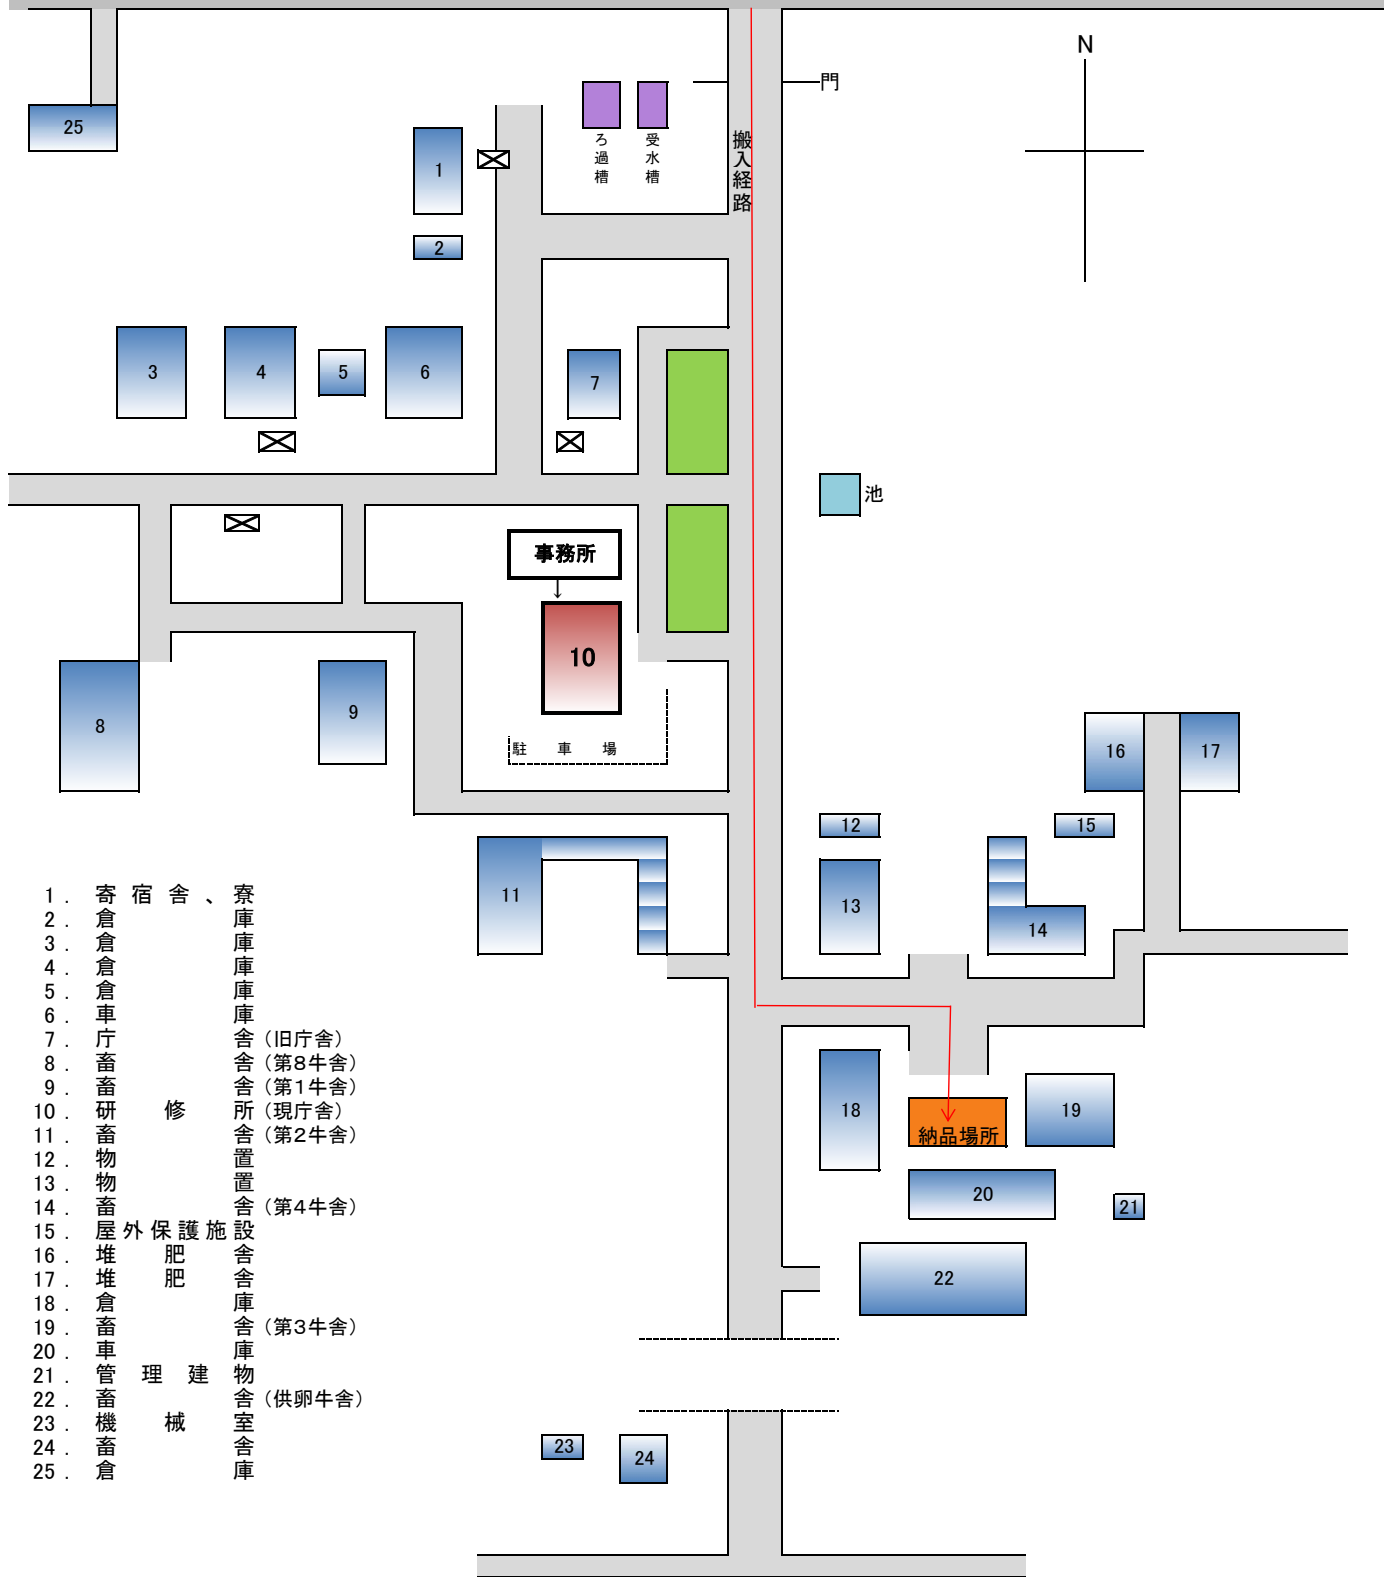 N
門
搬入経路
ろ過槽
受水槽
25
1
2
3
4
5
6
7
池
事務所
↓
10
8
9
駐車場
16
17
12
15
11
13
14
18
納品場所
19
20
21
22
23
24
1. 寄宿舎、寮
2. 倉庫
3. 倉庫
4. 倉庫
5. 倉庫
6. 車庫
7. 庁舎(旧庁舎)
8. 畜舎(第8牛舎)
9. 畜舎(第1牛舎)
10. 研修所(現庁舎)
11. 畜舎(第2牛舎)
12. 物置
13. 物置
14. 畜舎(第4牛舎)
15. 屋外保護施設
16. 堆肥舎
17. 堆肥舎
18. 倉庫
19. 畜舎(第3牛舎)
20. 車庫
21. 管理建物
22. 畜舎(供卵牛舎)
23. 機械室
24. 畜舎
25. 倉庫